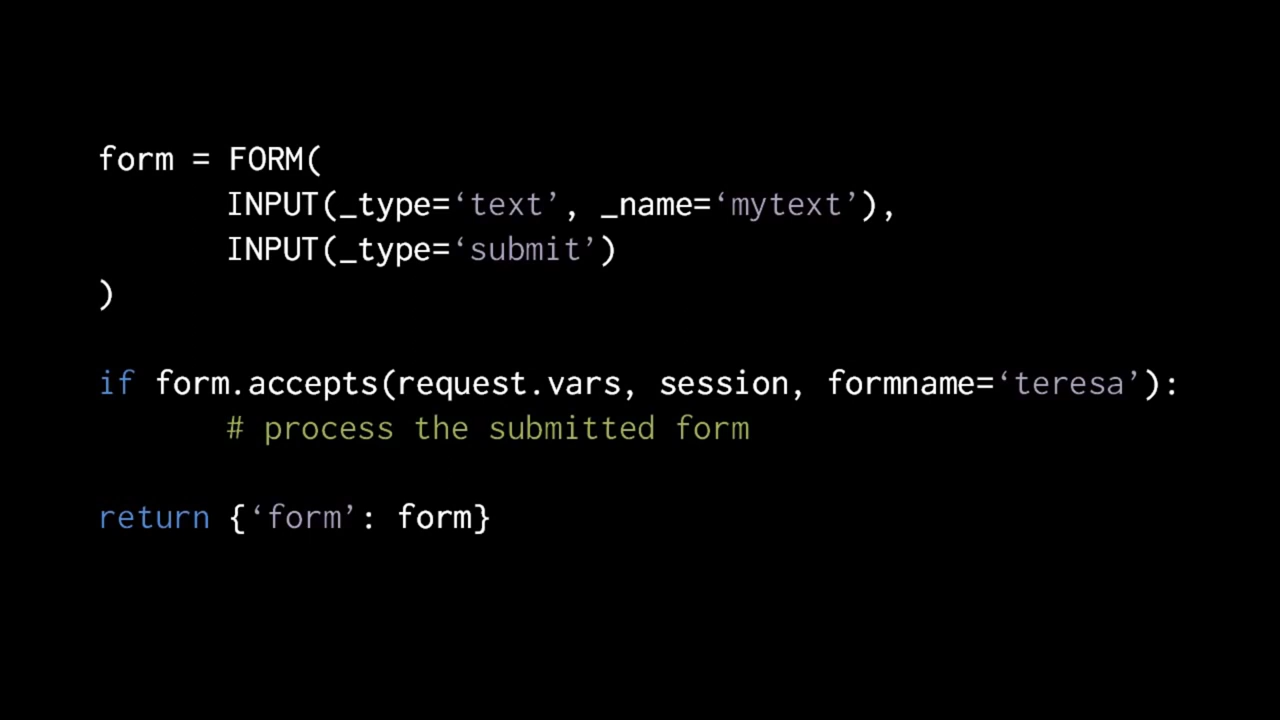 form = FORM(
INPUT(_type=‘text’, _name=‘mytext’),
INPUT(_type=‘submit’)
)
if form.accepts(request.vars, session, formname=‘teresa’):
# process the submitted form
return {‘form’: form}